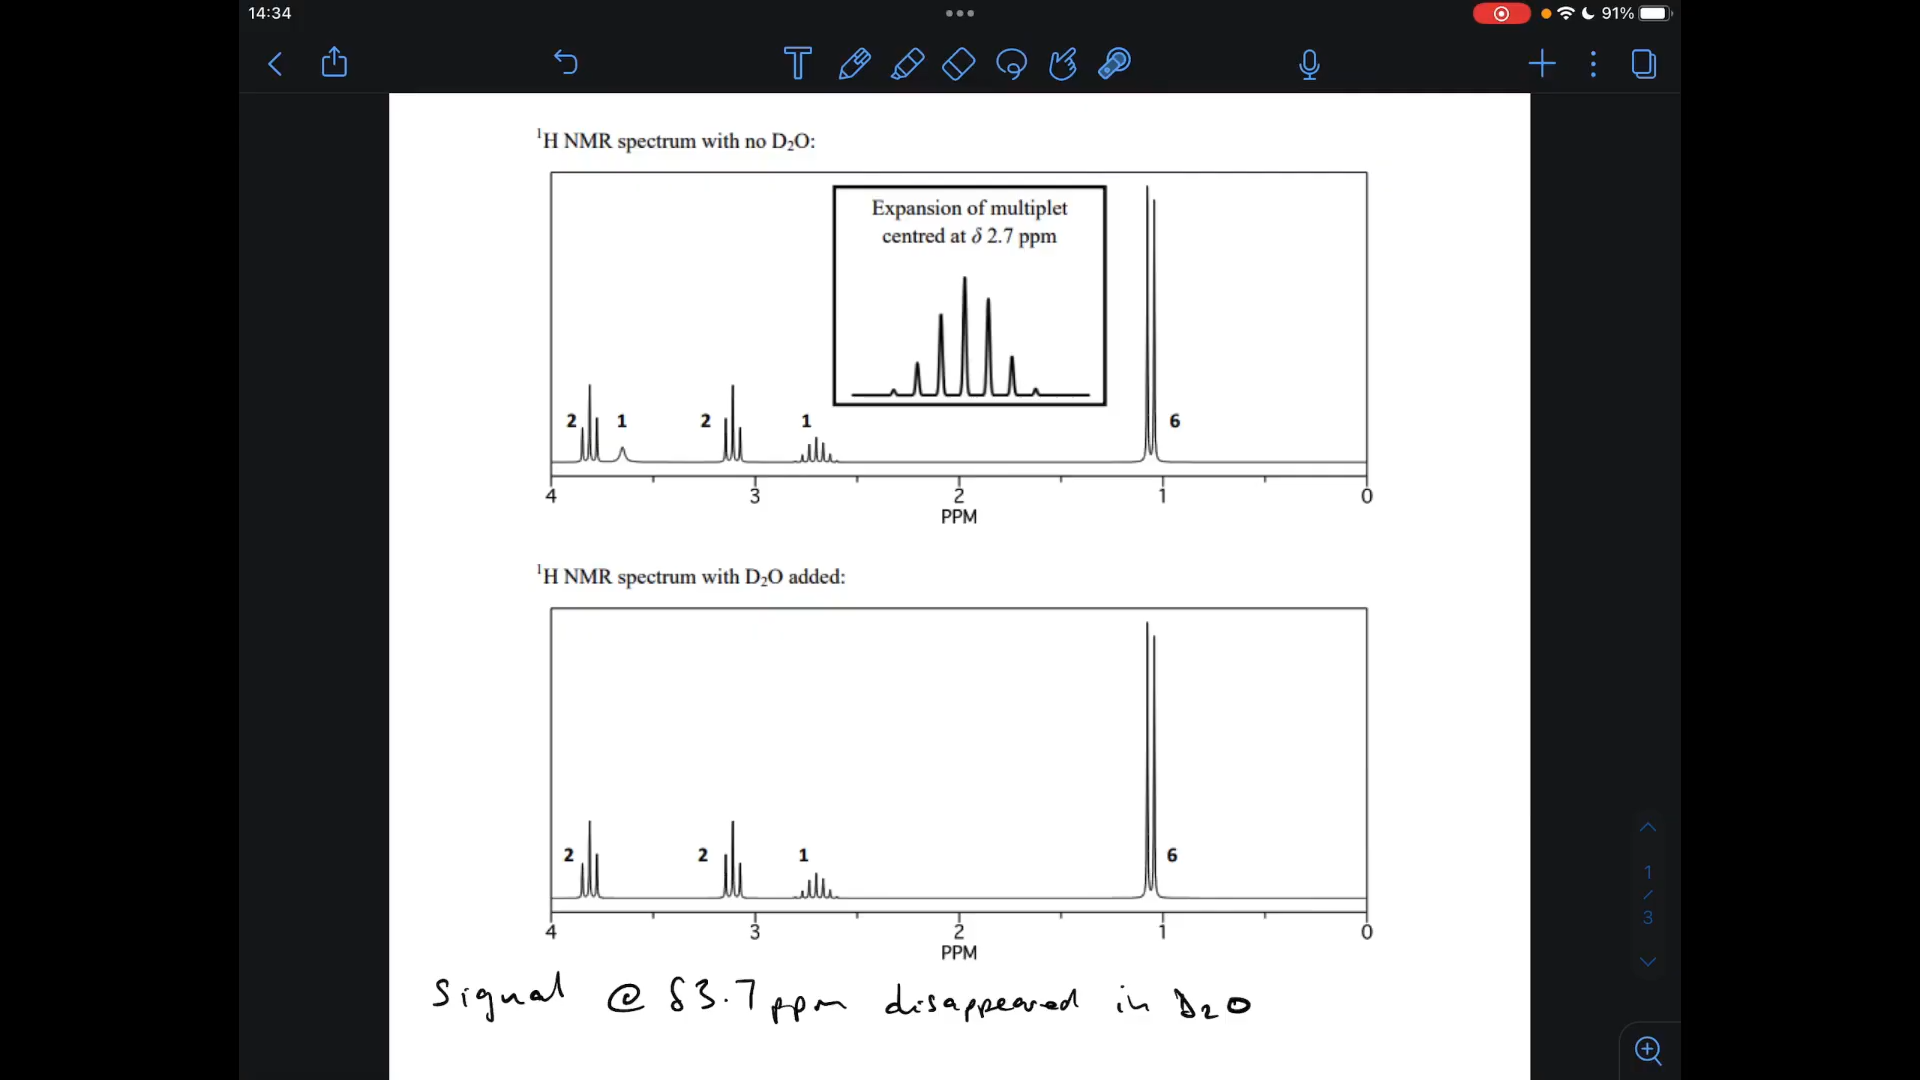 14:34
91%
¹H NMR spectrum with no D₂O:
Expansion of multiplet
centred at δ 2.7 ppm
2 1 2 1 6
4 3 2 1 0
PPM
¹H NMR spectrum with D₂O added:
2 2 1 6
4 3 2 1 0
PPM
Signal @ δ3.7 ppm disappeared in D₂O
1
/
3